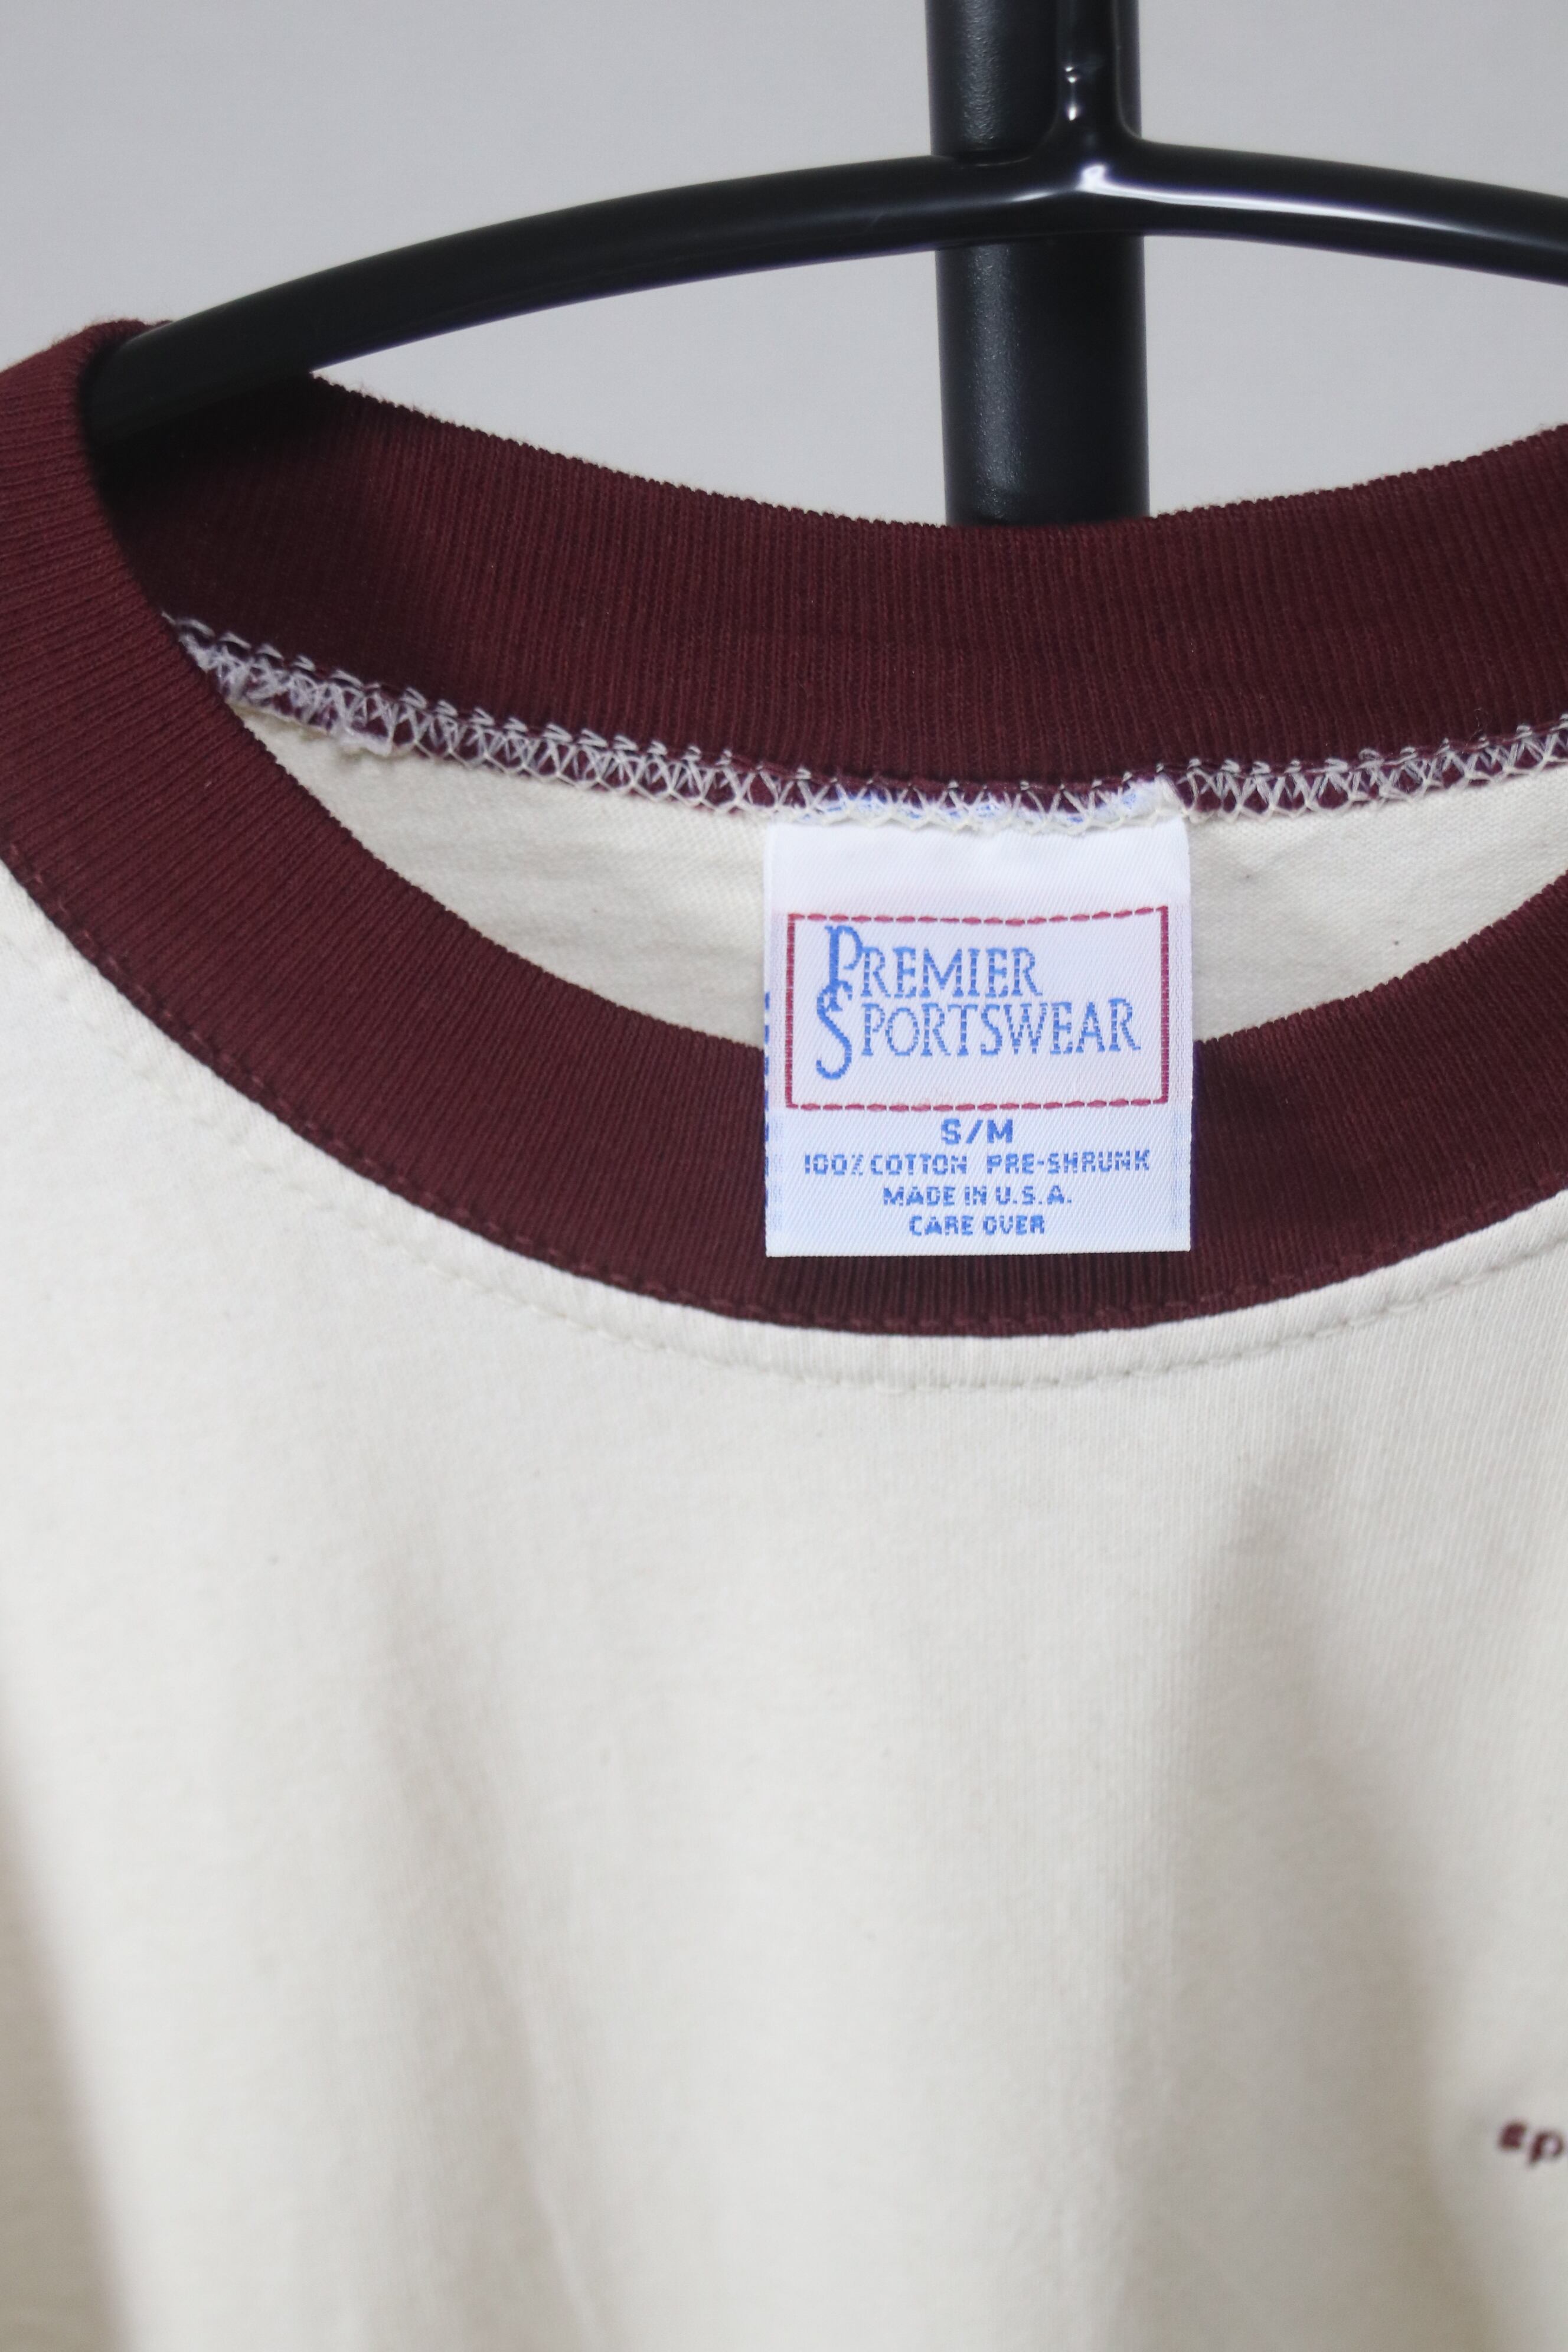 PREMIER
SPORTSWEAR
S/M
100% COTTON PRE-SHRUNK
MADE IN U.S.A.
CARE OVER